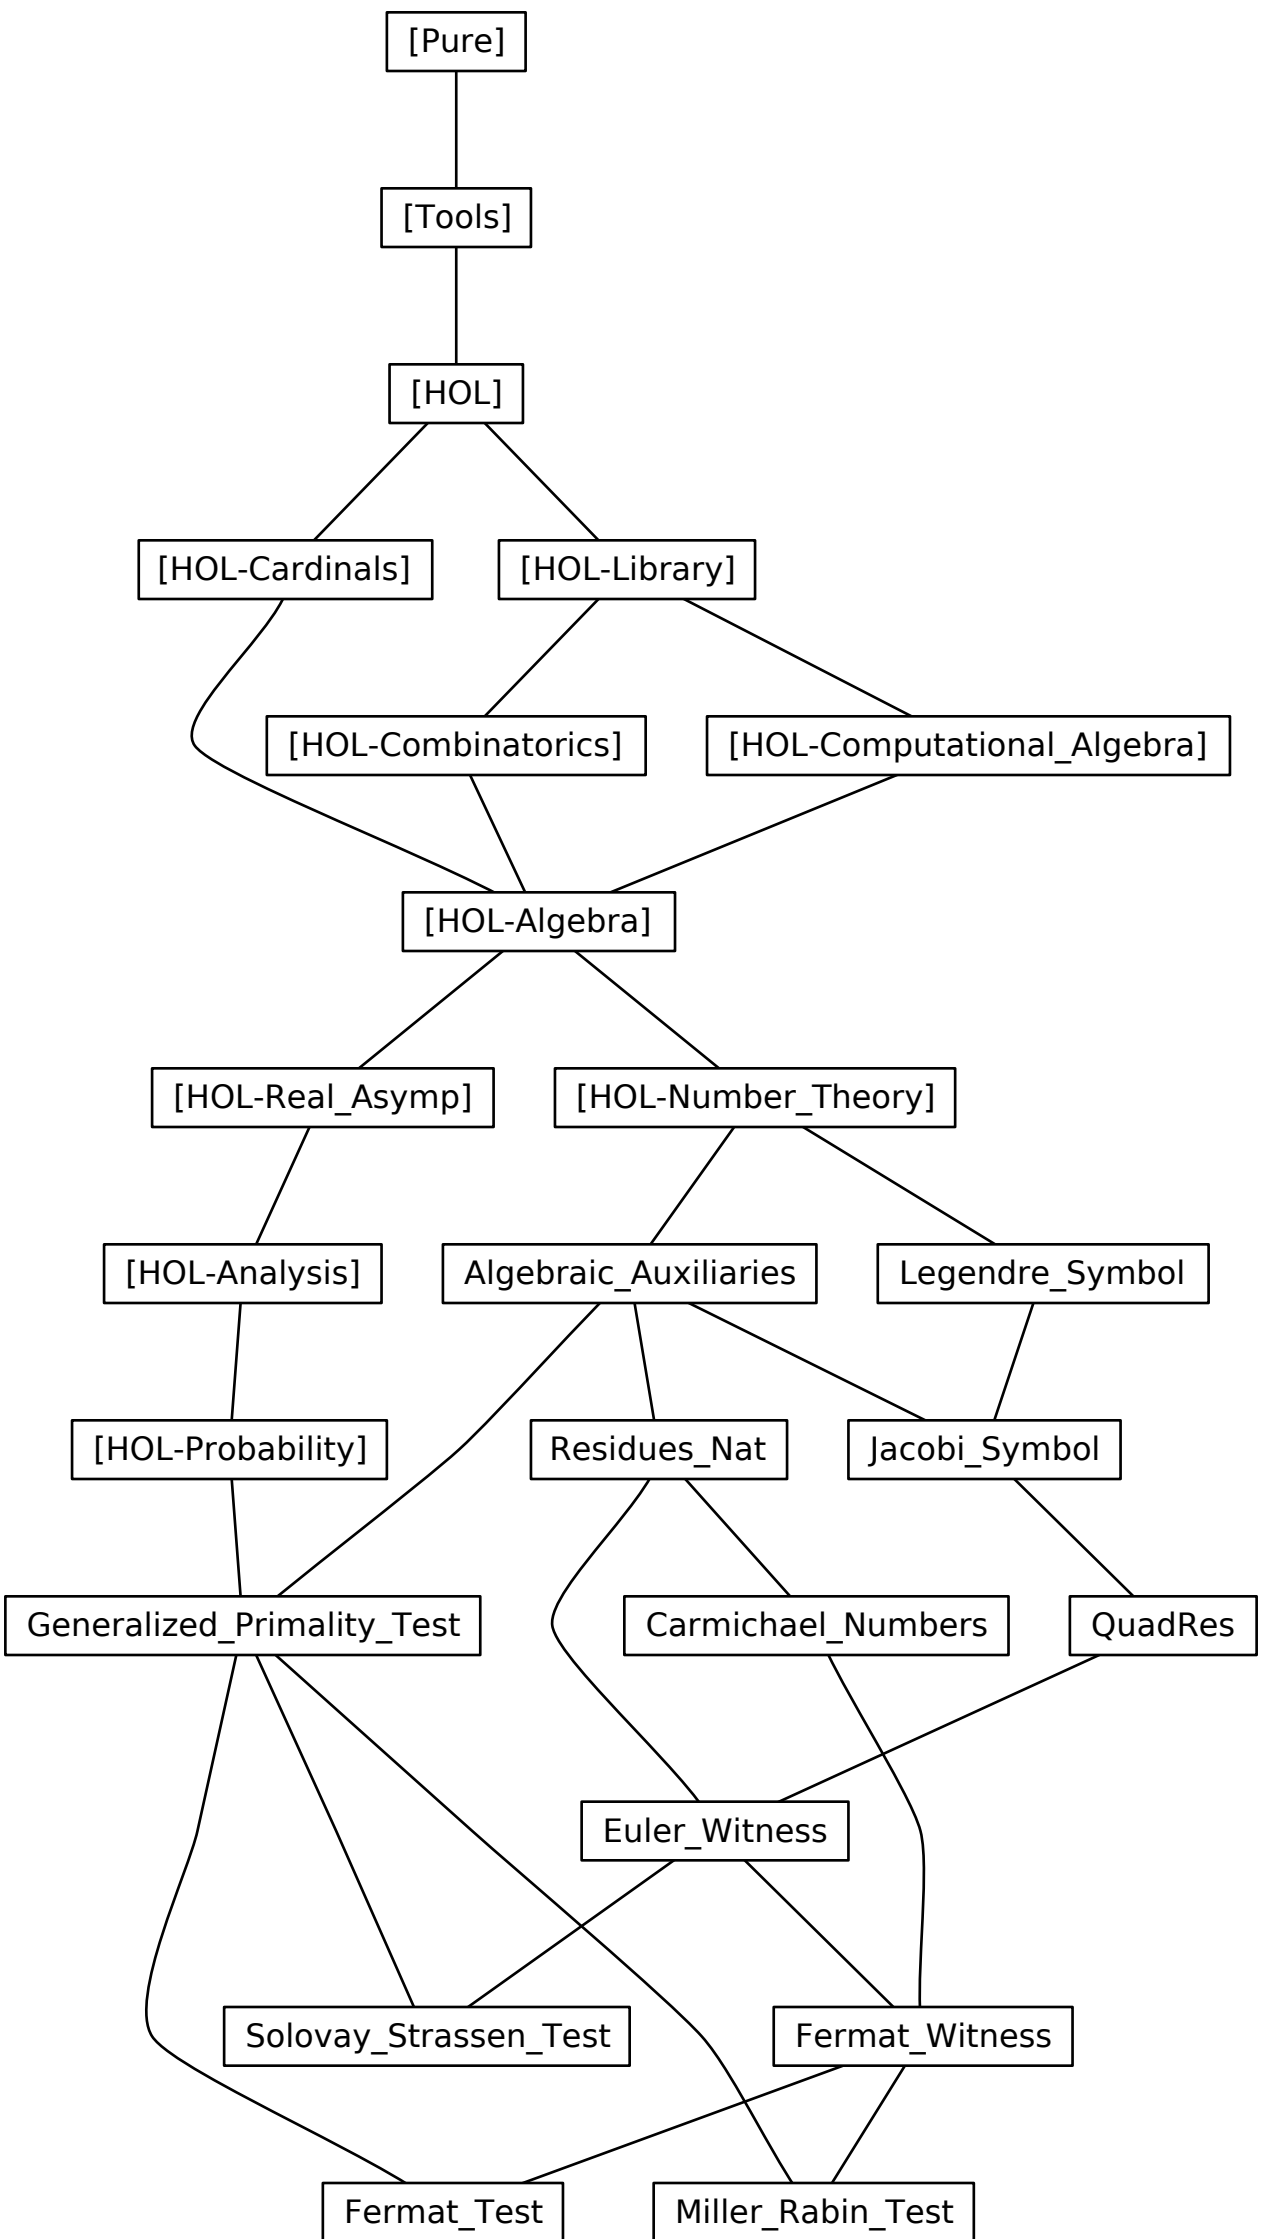 [Pure]
[Tools]
[HOL]
[HOL-Cardinals]
[HOL-Library]
[HOL-Combinatorics]
[HOL-Computational_Algebra]
[HOL-Algebra]
[HOL-Real_Asymp]
[HOL-Number_Theory]
[HOL-Analysis]
Algebraic_Auxiliaries
Legendre_Symbol
[HOL-Probability]
Residues_Nat
Jacobi_Symbol
Generalized_Primality_Test
Carmichael_Numbers
QuadRes
Euler_Witness
Solovay_Strassen_Test
Fermat_Witness
Fermat_Test
Miller_Rabin_Test